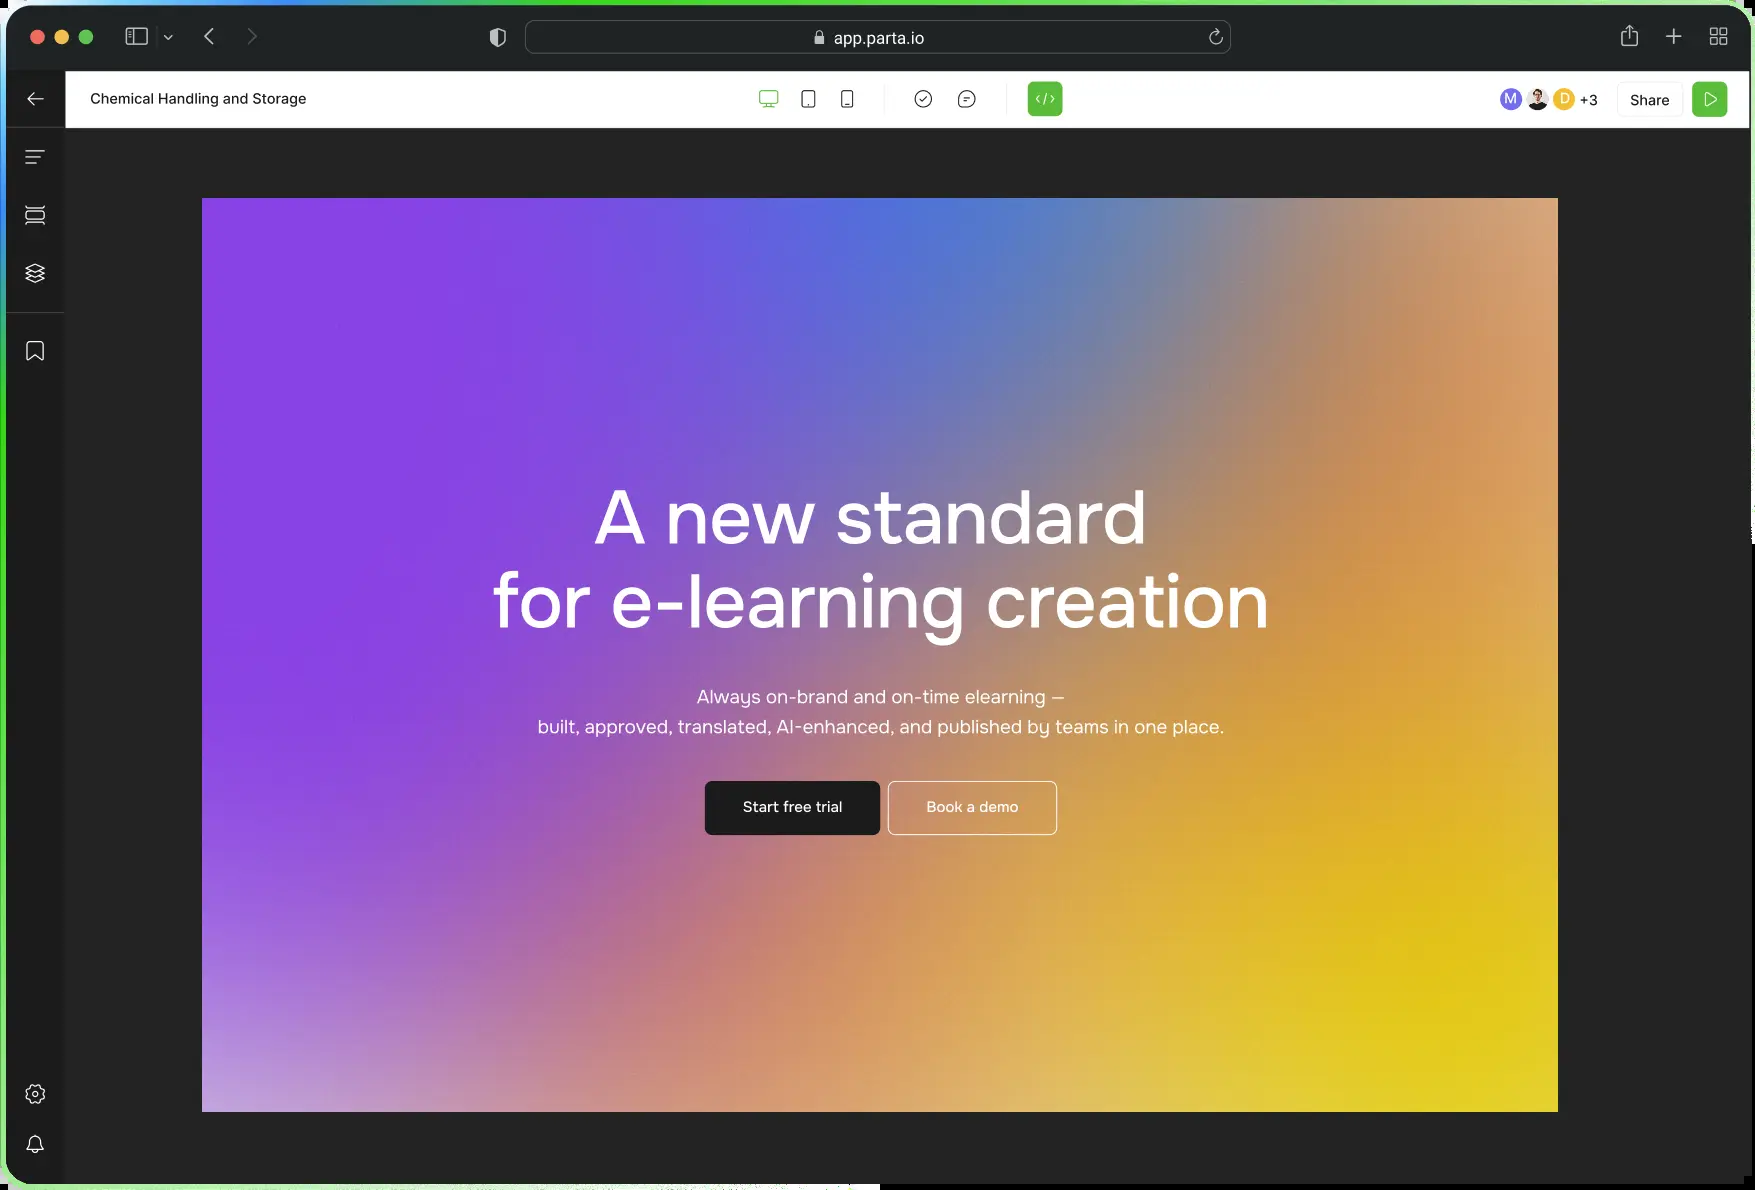 app.parta.io
Chemical Handling and Storage
</>
M
D
+3
Share
A new standard
for e-learning creation
Always on-brand and on-time elearning —
built, approved, translated, AI-enhanced, and published by teams in one place.
Start free trial
Book a demo